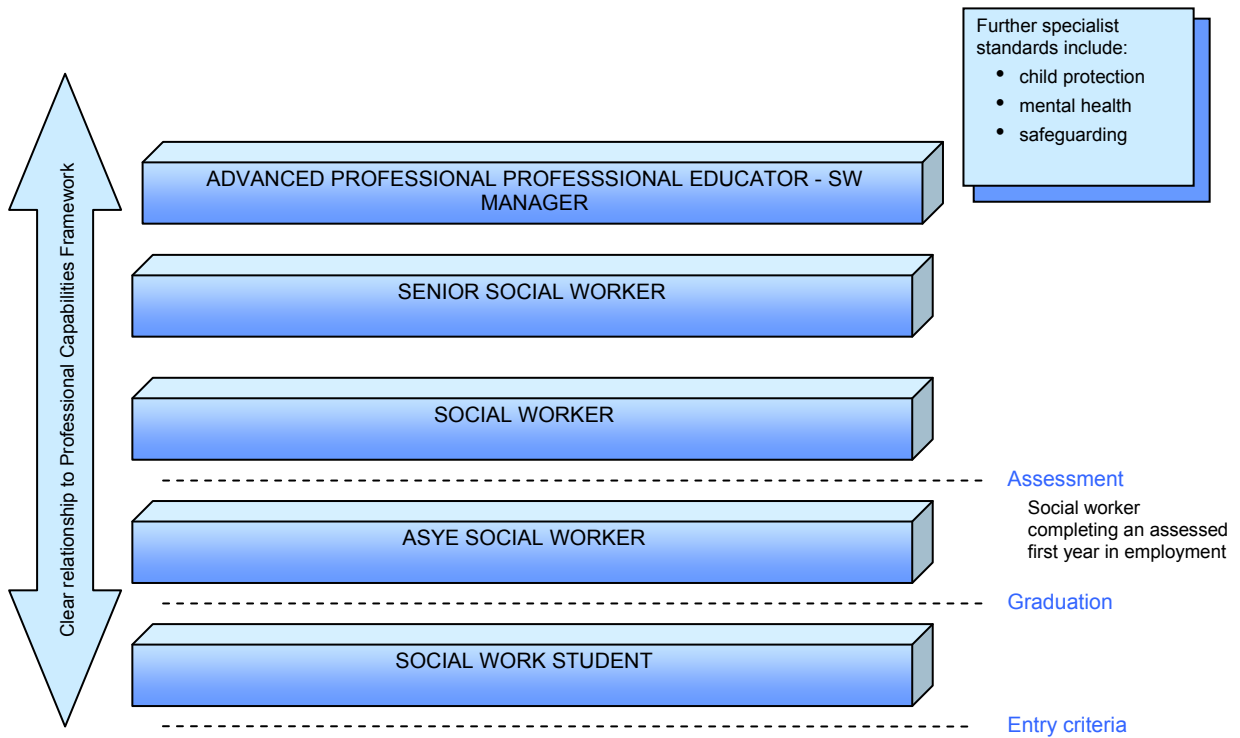 Further specialist
standards include:
• child protection
• mental health
• safeguarding
Clear relationship to Professional Capabilities Framework
ADVANCED PROFESSIONAL PROFESSSIONAL EDUCATOR - SW
MANAGER
SENIOR SOCIAL WORKER
SOCIAL WORKER
Assessment
Social worker
completing an assessed
first year in employment
ASYE SOCIAL WORKER
Graduation
SOCIAL WORK STUDENT
Entry criteria